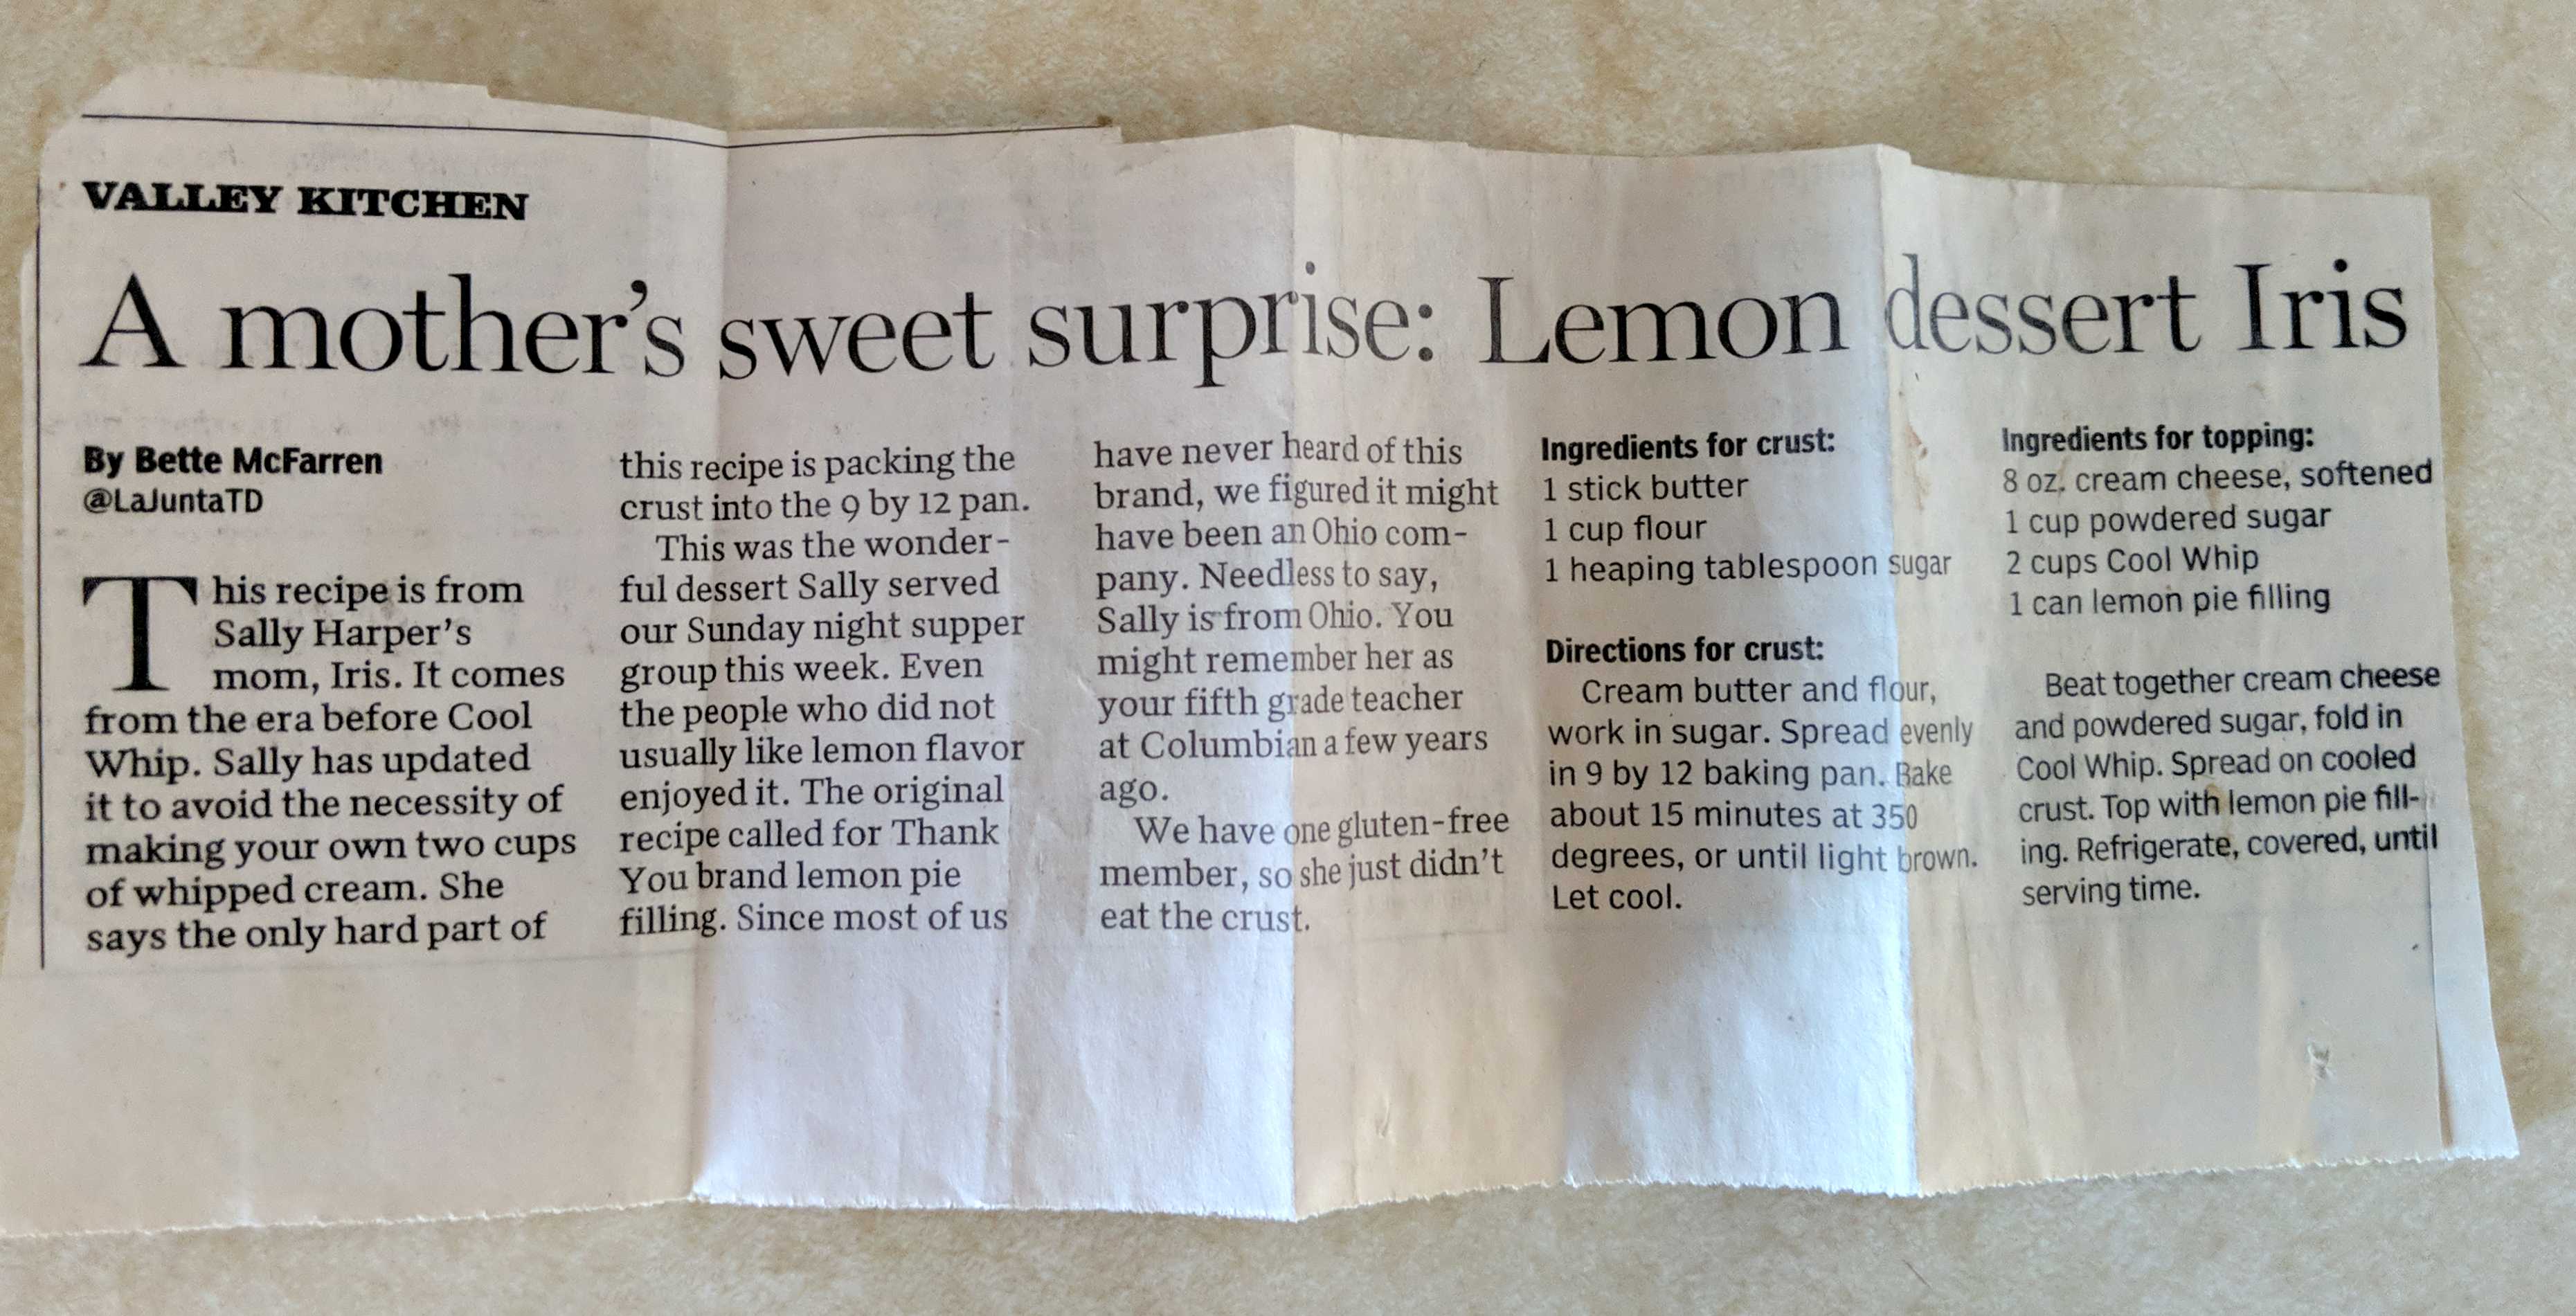 VALLEY KITCHEN
A mother's sweet surprise: Lemon dessert Iris
By Bette McFarren
@LaJuntaTD
This recipe is from
Sally Harper's
mom, Iris. It comes
from the era before Cool
Whip. Sally has updated
it to avoid the necessity of
making your own two cups
of whipped cream. She
says the only hard part of
this recipe is packing the
crust into the 9 by 12 pan.
This was the wonder-
ful dessert Sally served
our Sunday night supper
group this week. Even
the people who did not
usually like lemon flavor
enjoyed it. The original
recipe called for Thank
You brand lemon pie
filling. Since most of us
have never heard of this
brand, we figured it might
have been an Ohio com-
pany. Needless to say,
Sally is from Ohio. You
might remember her as
your fifth grade teacher
at Columbian a few years
ago.
We have one gluten-free
member, so she just didn't
eat the crust.
Ingredients for crust:
1 stick butter
1 cup flour
1 heaping tablespoon sugar
Directions for crust:
Cream butter and flour,
work in sugar. Spread evenly
in 9 by 12 baking pan. Bake
about 15 minutes at 350
degrees, or until light brown.
Let cool.
Ingredients for topping:
8 oz. cream cheese, softened
1 cup powdered sugar
2 cups Cool Whip
1 can lemon pie filling
Beat together cream cheese
and powdered sugar, fold in
Cool Whip. Spread on cooled
crust. Top with lemon pie fill-
ing. Refrigerate, covered, until
serving time.